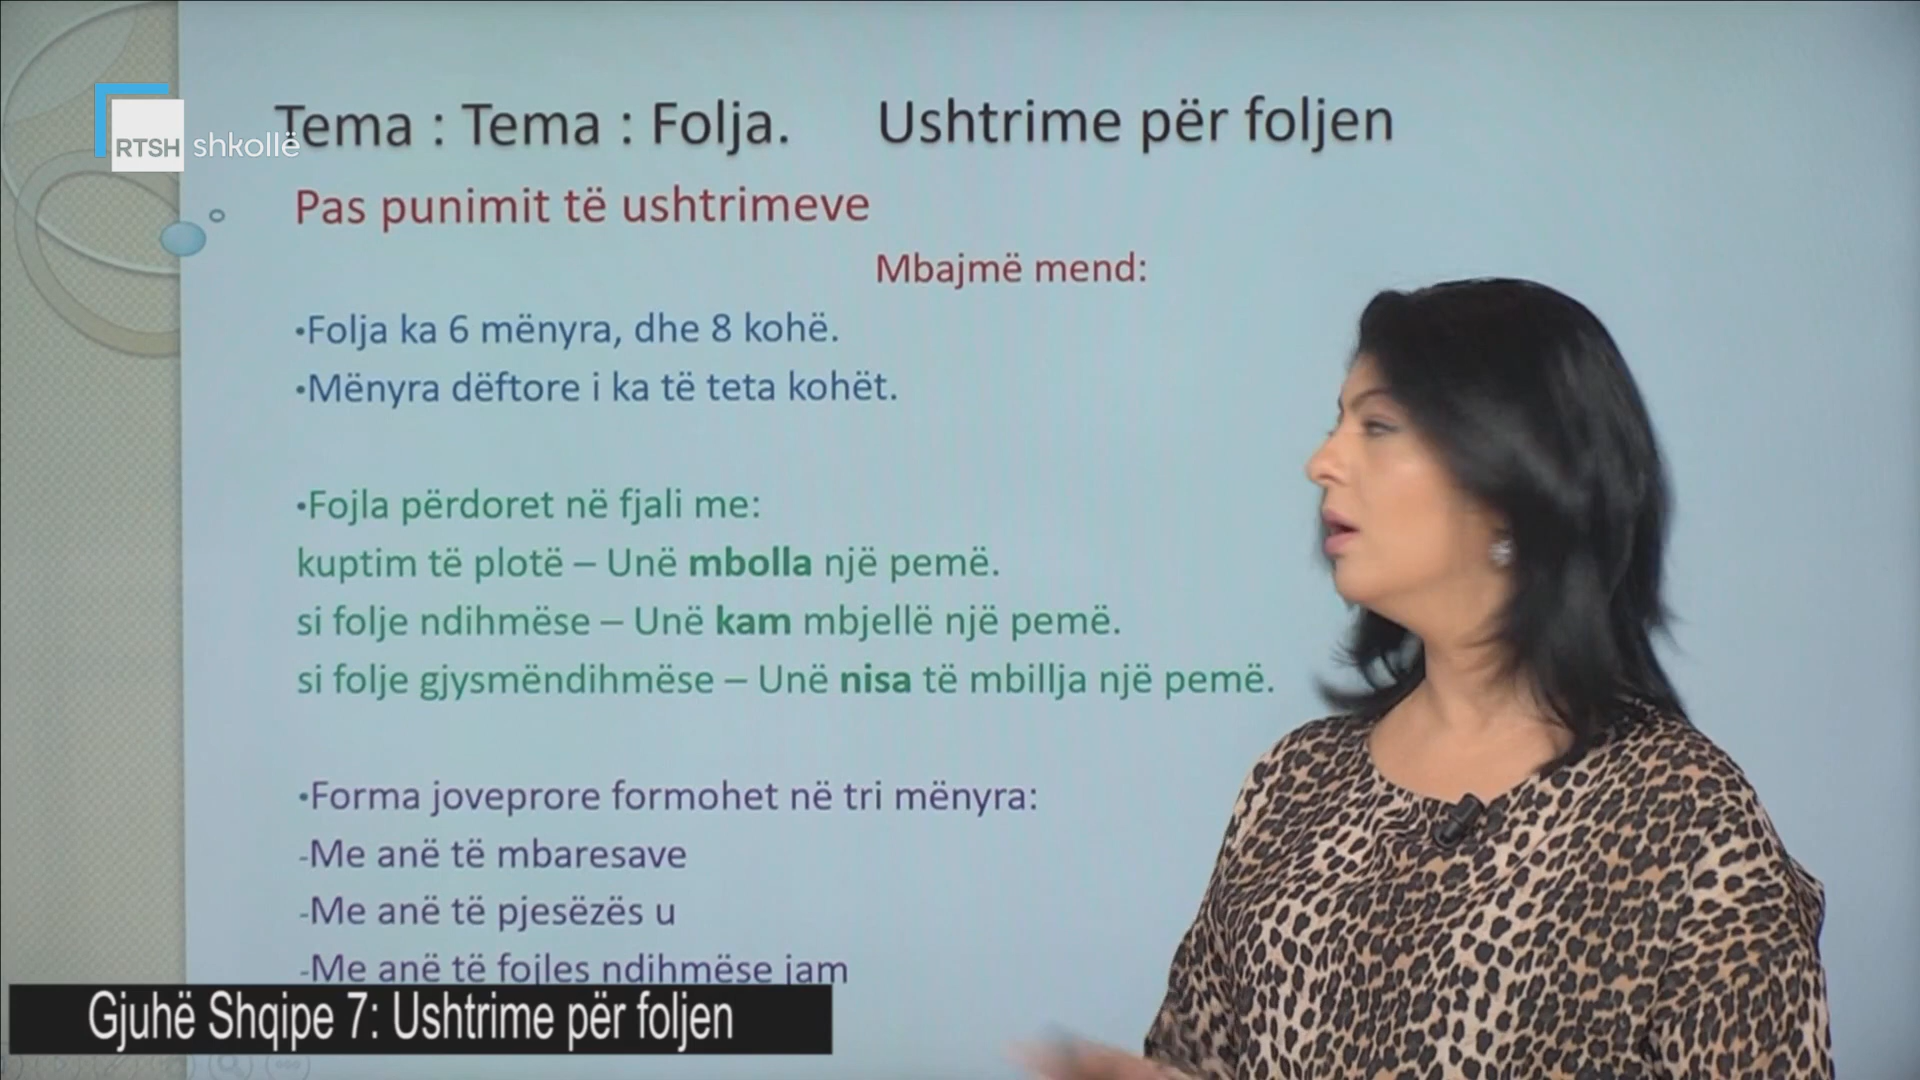 Tema : Tema : Folja. Ushtrime për foljen
RTSH shkollë
Pas punimit të ushtrimeve
Mbajmë mend:
•Folja ka 6 mënyra, dhe 8 kohë.
•Mënyra dëftore i ka të teta kohët.
•Fojla përdoret në fjali me:
kuptim të plotë – Unë mbolla një pemë.
si folje ndihmëse – Unë kam mbjellë një pemë.
si folje gjysmëndihmëse – Unë nisa të mbillja një pemë.
•Forma joveprore formohet në tri mënyra:
-Me anë të mbaresave
-Me anë të pjesëzës u
-Me anë të fojles ndihmëse jam
Gjuhë Shqipe 7: Ushtrime për foljen